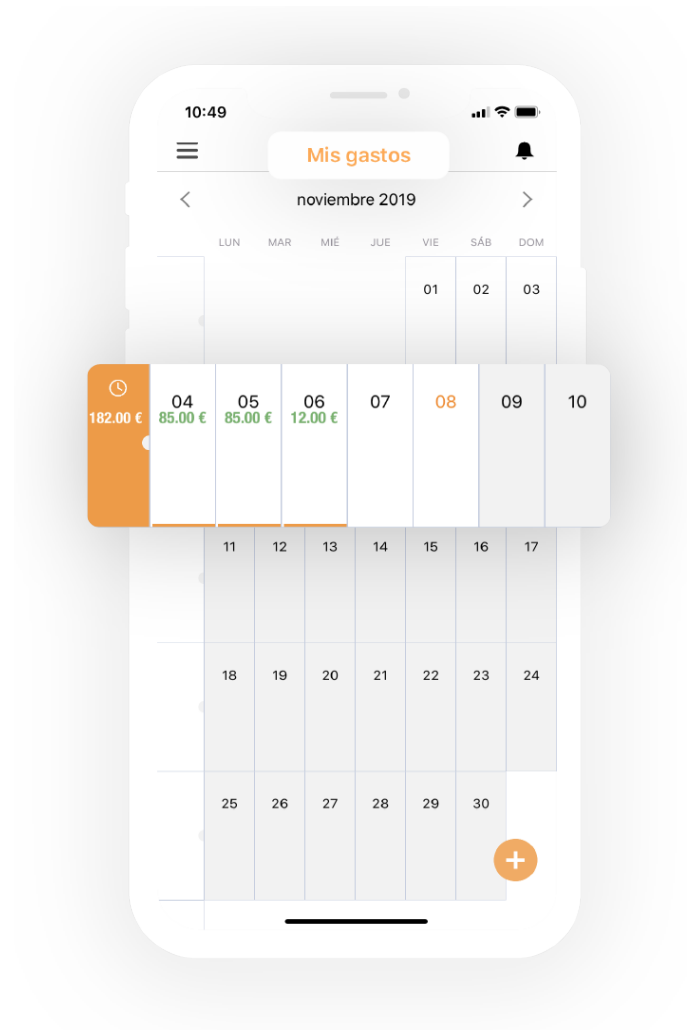 10:49
Mis gastos
noviembre 2019
LUN MAR MIÉ JUE VIE SÁB DOM
01 02 03
04 05 06 07 08 09 10
182.00 € 85.00 € 85.00 € 12.00 €
11 12 13 14 15 16 17
18 19 20 21 22 23 24
25 26 27 28 29 30